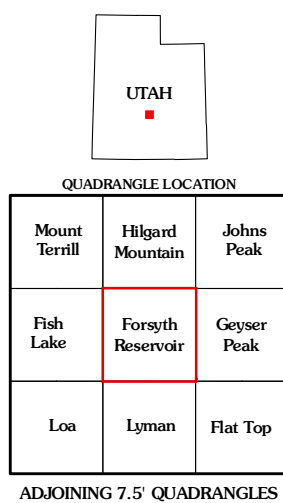 UTAH
QUADRANGLE LOCATION
Mount
Terrill
Hilgard
Mountain
Johns
Peak
Fish
Lake
Forsyth
Reservoir
Geyser
Peak
Loa
Lyman
Flat Top
ADJOINING 7.5' QUADRANGLES